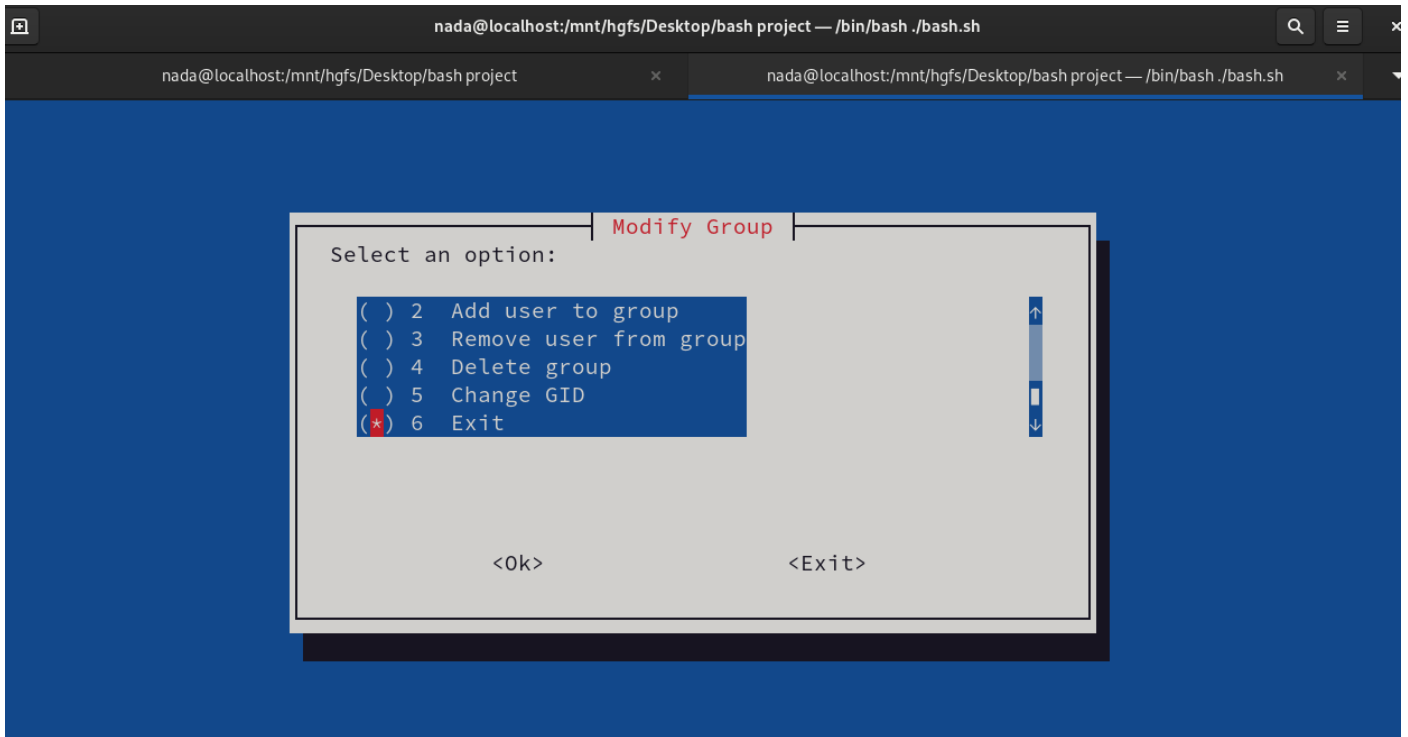 nada@localhost:/mnt/hgfs/Desktop/bash project — /bin/bash ./bash.sh
nada@localhost:/mnt/hgfs/Desktop/bash project
nada@localhost:/mnt/hgfs/Desktop/bash project — /bin/bash ./bash.sh
Modify Group
Select an option:
( ) 2 Add user to group
( ) 3 Remove user from group
( ) 4 Delete group
( ) 5 Change GID
(*) 6 Exit
<Ok> <Exit>